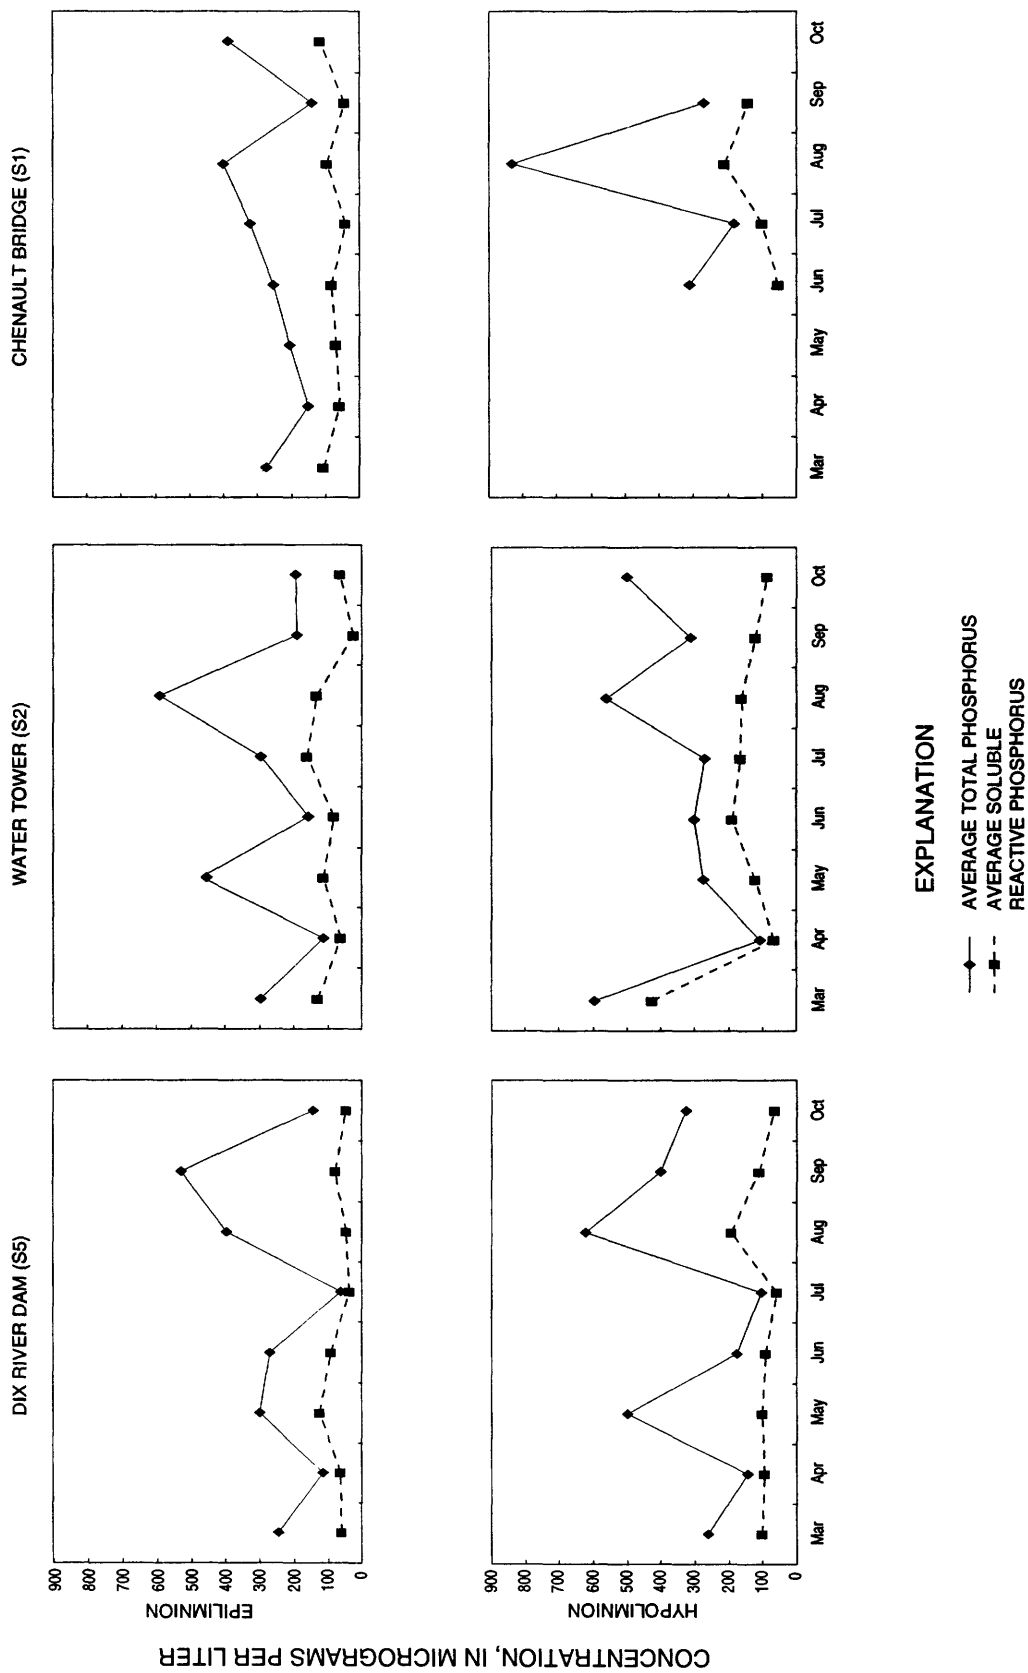 CONCENTRATION, IN MICROGRAMS PER LITER
EPILIMNION
HYPOLIMNION
DIX RIVER DAM (S5)
WATER TOWER (S2)
CHENAULT BRIDGE (S1)
900
800
700
600
500
400
300
200
100
0
900
800
700
600
500
400
300
200
100
0
Mar Apr May Jun Jul Aug Sep Oct
Mar Apr May Jun Jul Aug Sep Oct
Mar Apr May Jun Jul Aug Sep Oct
EXPLANATION
AVERAGE TOTAL PHOSPHORUS
AVERAGE SOLUBLE
REACTIVE PHOSPHORUS